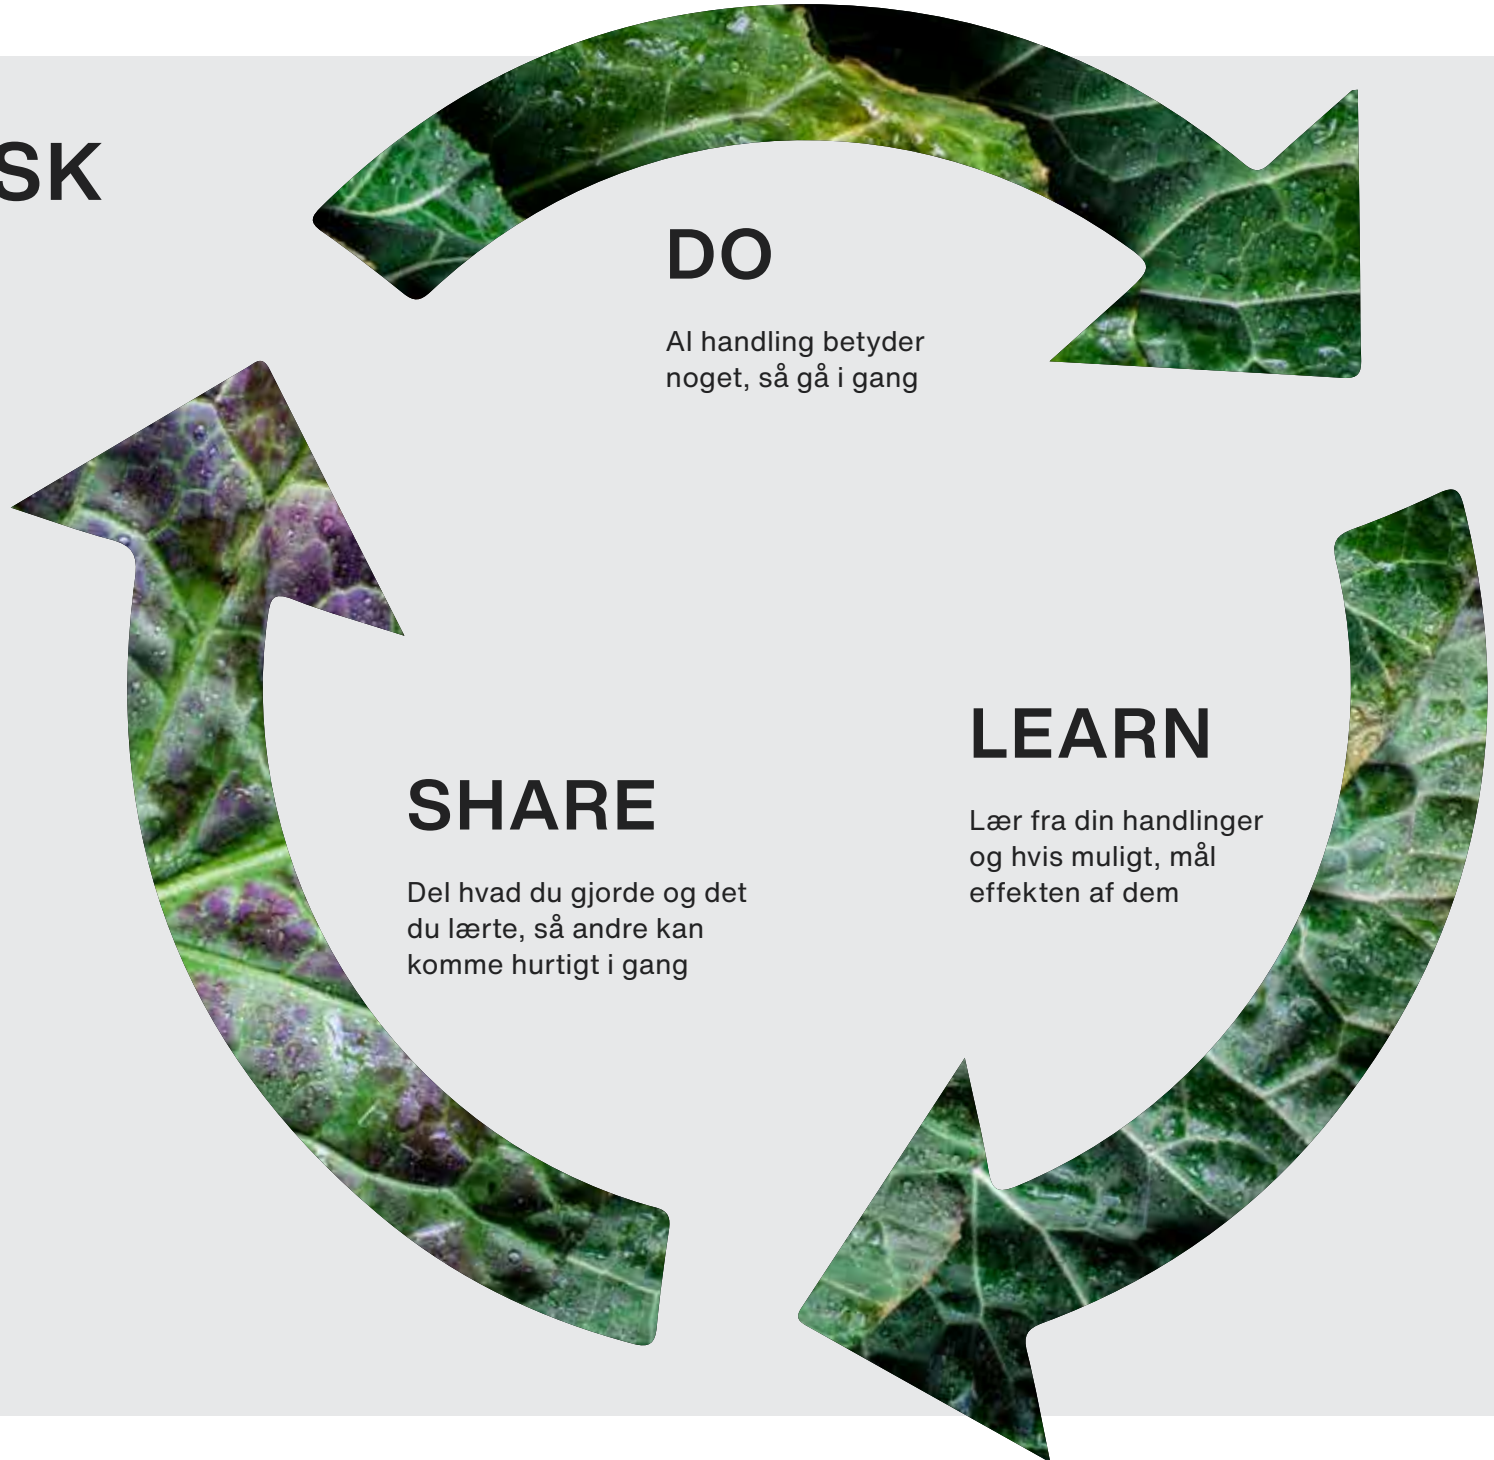 SK
DO
Al handling betyder
noget, så gå i gang
LEARN
Lær fra din handlinger
og hvis muligt, mål
effekten af dem
SHARE
Del hvad du gjorde og det
du lærte, så andre kan
komme hurtigt i gang